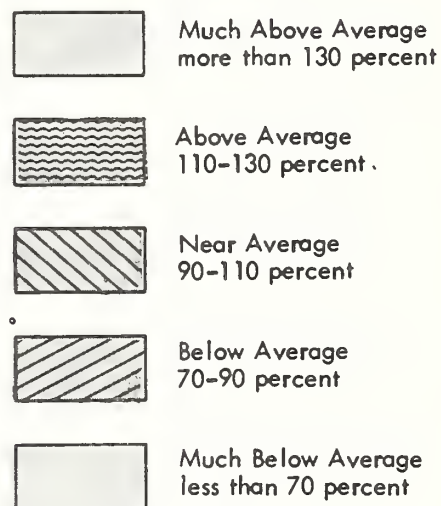 Much Above Average
more than 130 percent
Above Average
110-130 percent.
Near Average
90-110 percent
Below Average
70-90 percent
Much Below Average
less than 70 percent